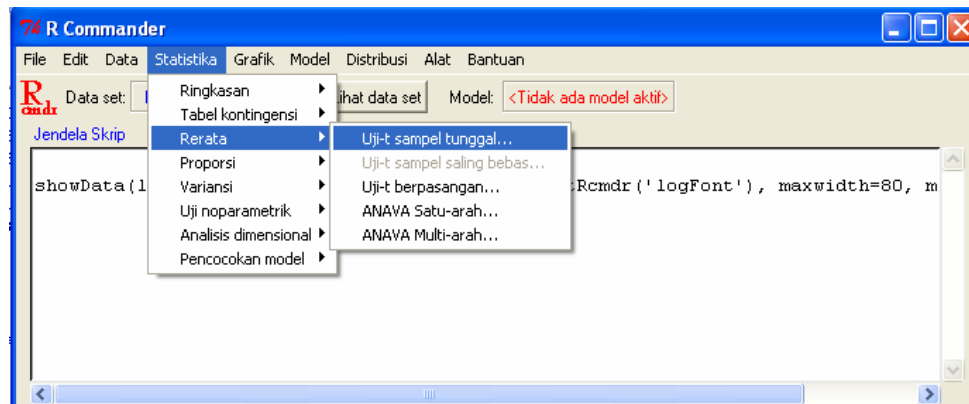 R Commander
File Edit Data Statistika Grafik Model Distribusi Alat Bantuan
Rcmdr Data set: lihat data set Model: <Tidak ada model aktif>
Jendela Skrip
Ringkasan
Tabel kontingensi
Rerata
Proporsi
Variansi
Uji noparametrik
Analisis dimensional
Pencocokan model
Uji-t sampel tunggal...
Uji-t sampel saling bebas...
Uji-t berpasangan...
ANAVA Satu-arah...
ANAVA Multi-arah...
showData(l Rcmdr('logFont'), maxwidth=80, m